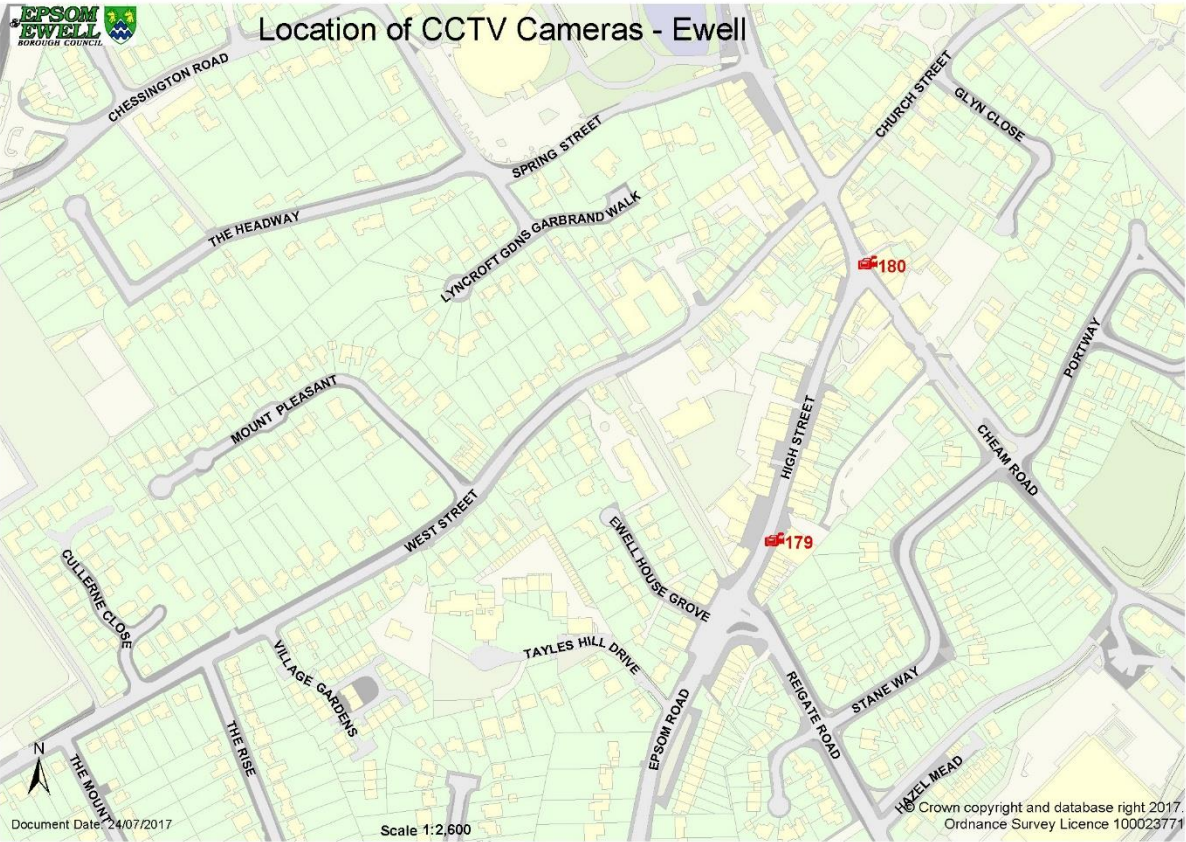 EPSOM
& EWELL
BOROUGH COUNCIL
Location of CCTV Cameras - Ewell
CHESSINGTON ROAD
CHURCH STREET
GLYN CLOSE
SPRING STREET
THE HEADWAY
LYNCROFT GDNS
GARBRAND WALK
180
PORTWAY
MOUNT PLEASANT
HIGH STREET
CHEAM ROAD
WEST STREET
179
EWELL HOUSE GROVE
CULLERNE CLOSE
VILLAGE GARDENS
TAYLES HILL DRIVE
REIGATE ROAD
STANE WAY
EPSOM ROAD
THE RISE
THE MOUNT
HAZEL MEAD
N
Document Date: 24/07/2017
Scale 1:2,600
© Crown copyright and database right 2017.
Ordnance Survey Licence 100023771